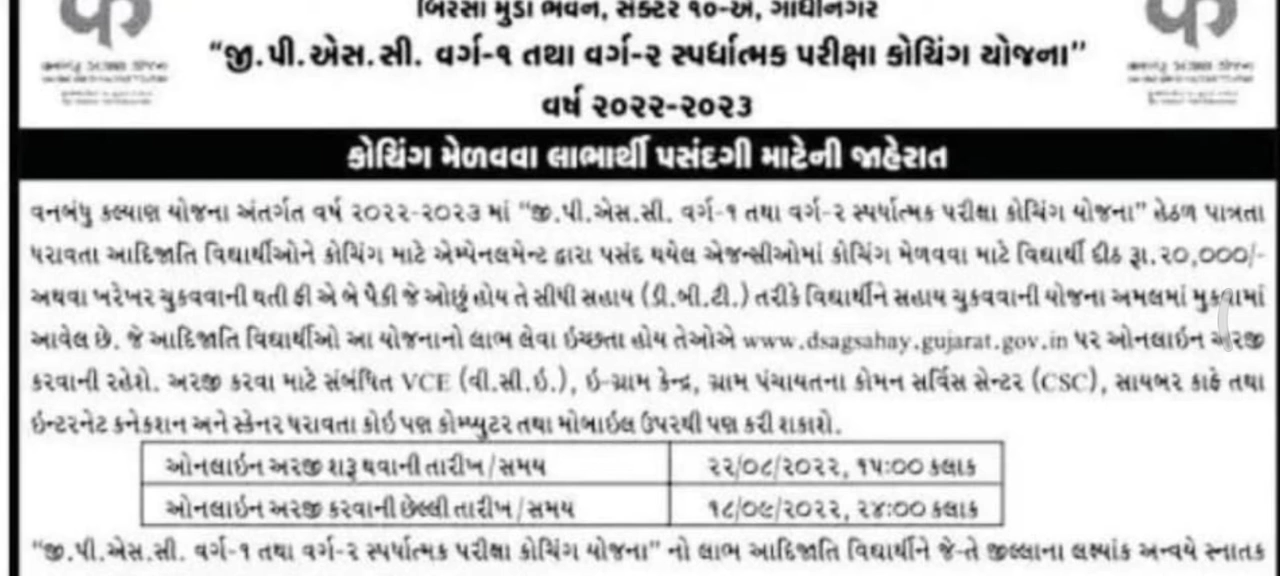 બિરસા મુંડા ભવન, સેક્ટર ૧૦-એ, ગાંધીનગર
“જી.પી.એસ.સી. વર્ગ-૧ તથા વર્ગ-૨ સ્પર્ધાત્મક પરીક્ષા કોચિંગ યોજના”
વર્ષ ૨૦૨૨-૨૦૨૩
કોચિંગ મેળવવા લાભાર્થી પસંદગી માટેની જાહેરાત
વનબંધુ કલ્યાણ યોજના અંતર્ગત વર્ષ ૨૦૨૨-૨૦૨૩ માં “જી.પી.એસ.સી. વર્ગ-૧ તથા વર્ગ-૨ સ્પર્ધાત્મક પરીક્ષા કોચિંગ યોજના” હેઠળ પાત્રતા
ધરાવતા આદિજાતિ વિદ્યાર્થીઓને કોચિંગ માટે એમ્પેનલમેન્ટ દ્વારા પસંદ થયેલ એજન્સીઓમાં કોચિંગ મેળવવા માટે વિદ્યાર્થી દીઠ રૂા.૨૦,૦૦૦/-
અથવા ખરેખર ચુકવવાની થતી ફી એ બે પૈકી જે ઓછું હોય તે સીધી સહાય (ડી.બી.ટી.) તરીકે વિદ્યાર્થીને સહાય ચુકવવાની યોજના અમલમાં મુકવામાં
આવેલ છે. જે આદિજાતિ વિદ્યાર્થીઓ આ યોજનાનો લાભ લેવા ઇચ્છતા હોય તેઓએ www.dsagsahay.gujarat.gov.in પર ઓનલાઇન અરજી
કરવાની રહેશે. અરજી કરવા માટે સંબંધિત VCE (વી.સી.ઇ.), ઇ-ગ્રામ કેન્દ્ર, ગ્રામ પંચાયતના કોમન સર્વિસ સેન્ટર (CSC), સાયબર કાફે તથા
ઇન્ટરનેટ કનેકશન અને સ્કેનર ધરાવતા કોઇ પણ કોમ્પ્યુટર તથા મોબાઇલ ઉપરથી પણ કરી શકાશે.
ઓનલાઇન અરજી શરૂ થવાની તારીખ/સમય ૨૨/૦૮/૨૦૨૨, ૧૫:૦૦ કલાક
ઓનલાઇન અરજી કરવાની છેલ્લી તારીખ/સમય ૧૮/૦૯/૨૦૨૨, ૨૪:૦૦ કલાક
“જી.પી.એસ.સી. વર્ગ-૧ તથા વર્ગ-૨ સ્પર્ધાત્મક પરીક્ષા કોચિંગ યોજના” નો લાભ આદિજાતિ વિદ્યાર્થીને જે-તે જીલ્લાના લક્ષ્યાંક અન્વયે સ્નાતક